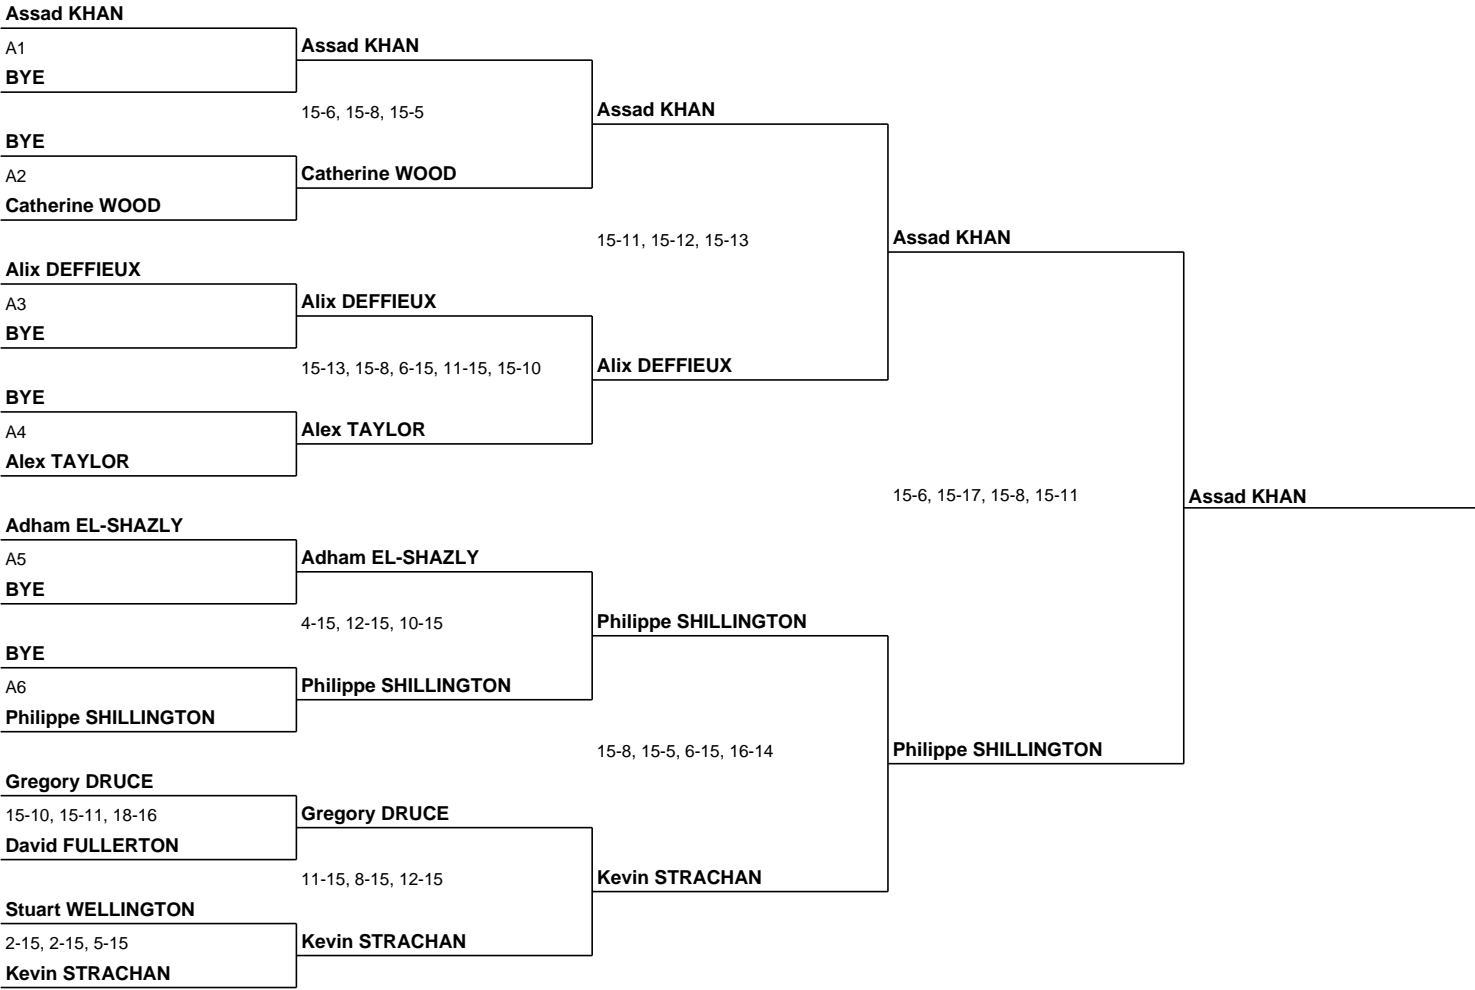 Assad KHAN
A1
BYE
BYE
A2
Catherine WOOD
Alix DEFFIEUX
A3
BYE
BYE
A4
Alex TAYLOR
Adham EL-SHAZLY
A5
BYE
BYE
A6
Philippe SHILLINGTON
Gregory DRUCE
15-10, 15-11, 18-16
David FULLERTON
Stuart WELLINGTON
2-15, 2-15, 5-15
Kevin STRACHAN
Assad KHAN
15-6, 15-8, 15-5
Catherine WOOD
Alix DEFFIEUX
15-13, 15-8, 6-15, 11-15, 15-10
Alex TAYLOR
Adham EL-SHAZLY
4-15, 12-15, 10-15
Philippe SHILLINGTON
Gregory DRUCE
11-15, 8-15, 12-15
Kevin STRACHAN
Assad KHAN
15-11, 15-12, 15-13
Alix DEFFIEUX
Philippe SHILLINGTON
15-8, 15-5, 6-15, 16-14
Kevin STRACHAN
Assad KHAN
15-6, 15-17, 15-8, 15-11
Philippe SHILLINGTON
Assad KHAN